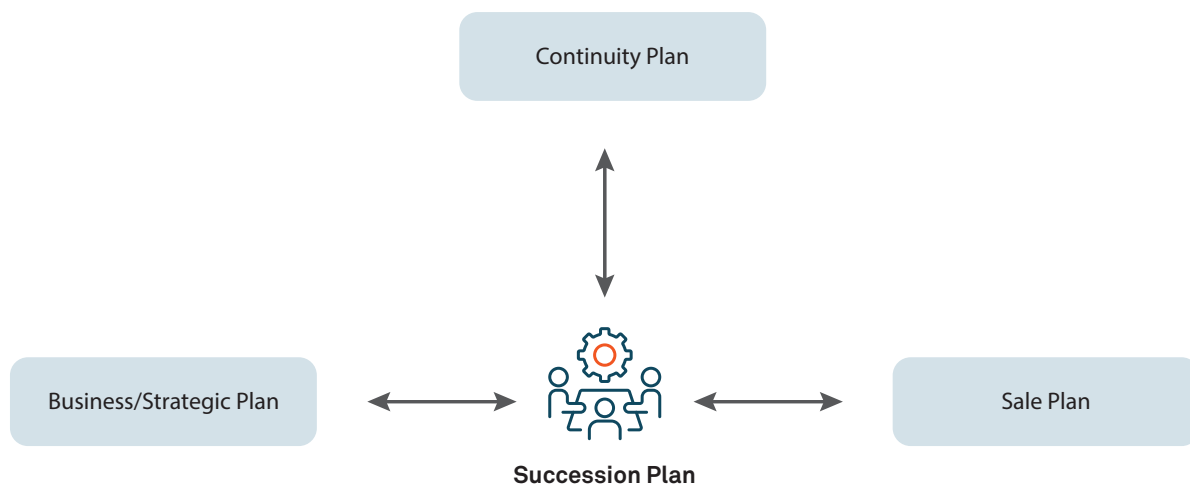 Continuity Plan
Business/Strategic Plan
Sale Plan
Succession Plan